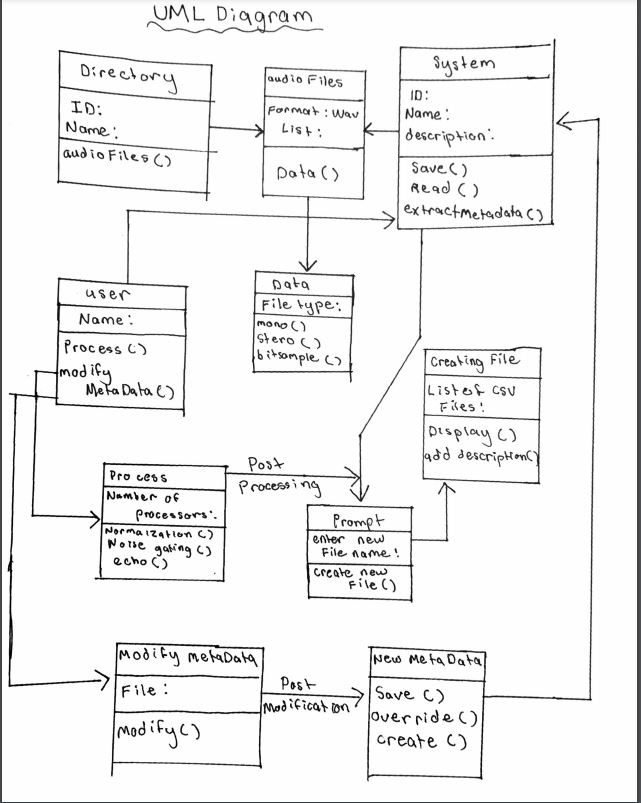 UML Diagram
Directory
ID:
Name:
audioFiles()
audio Files
Format: Wav
List:
Data()
System
ID:
Name:
description:
Save()
Read()
extractMetadata()
user
Name:
Process()
modify
MetaData()
Data
File type:
mono()
Stero()
bitsample()
Creating File
List of CSV
Files:
Display()
add description()
Process
Number of
processors:
Normalization()
Noise gating()
echo()
Post
Processing
Prompt
enter new
File name:
create new
File()
Modify metaData
File:
Modify()
Post
Modification
New MetaData
Save()
override()
create()